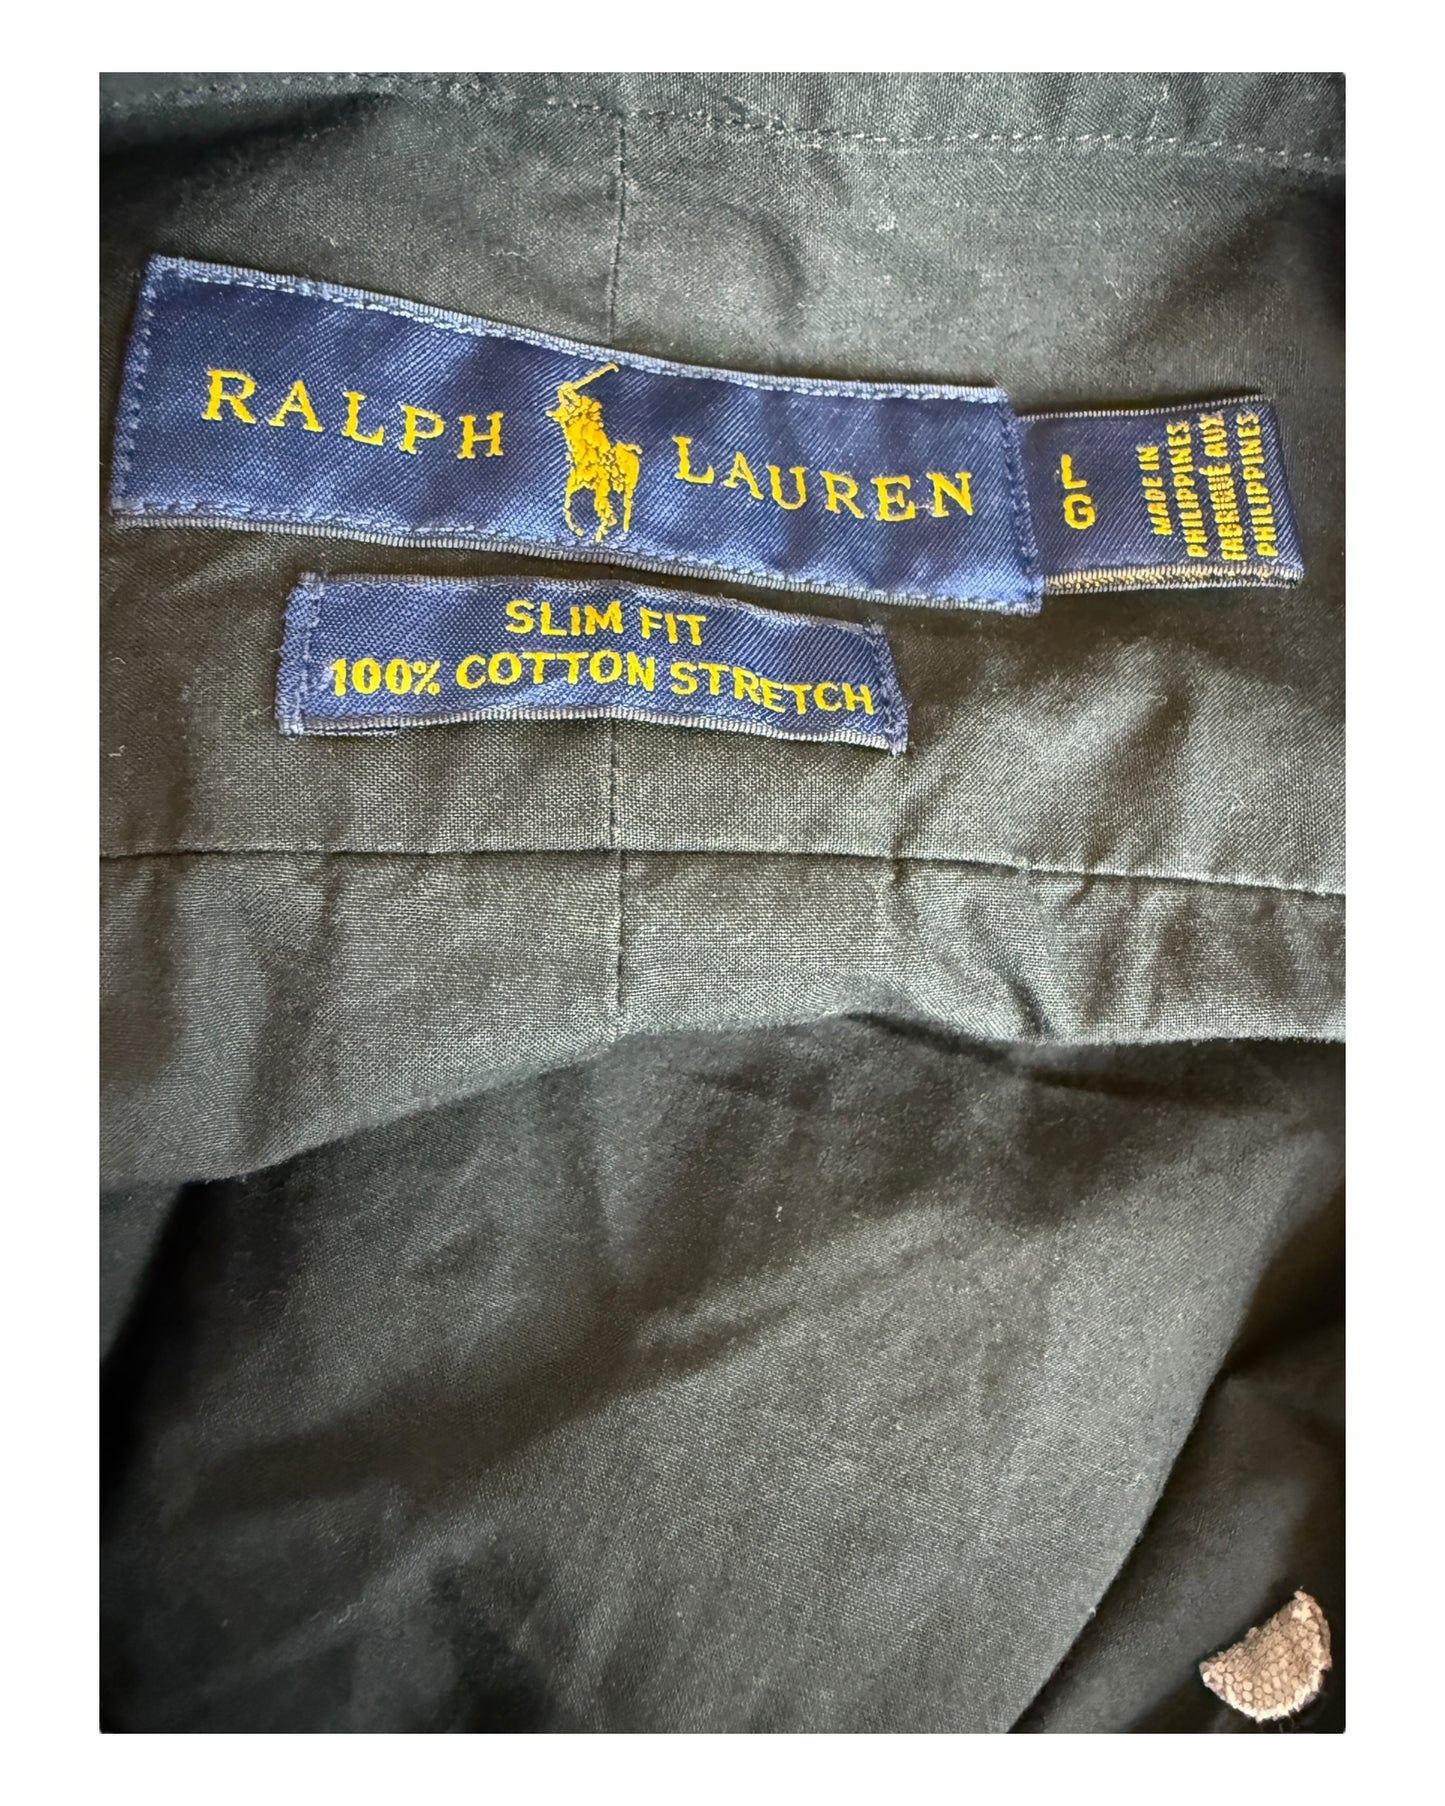 RALPH LAUREN
L
G
MADE IN
PHILIPPINES
FABRIQUÉ AUX
PHILIPPINES
SLIM FIT
100% COTTON STRETCH